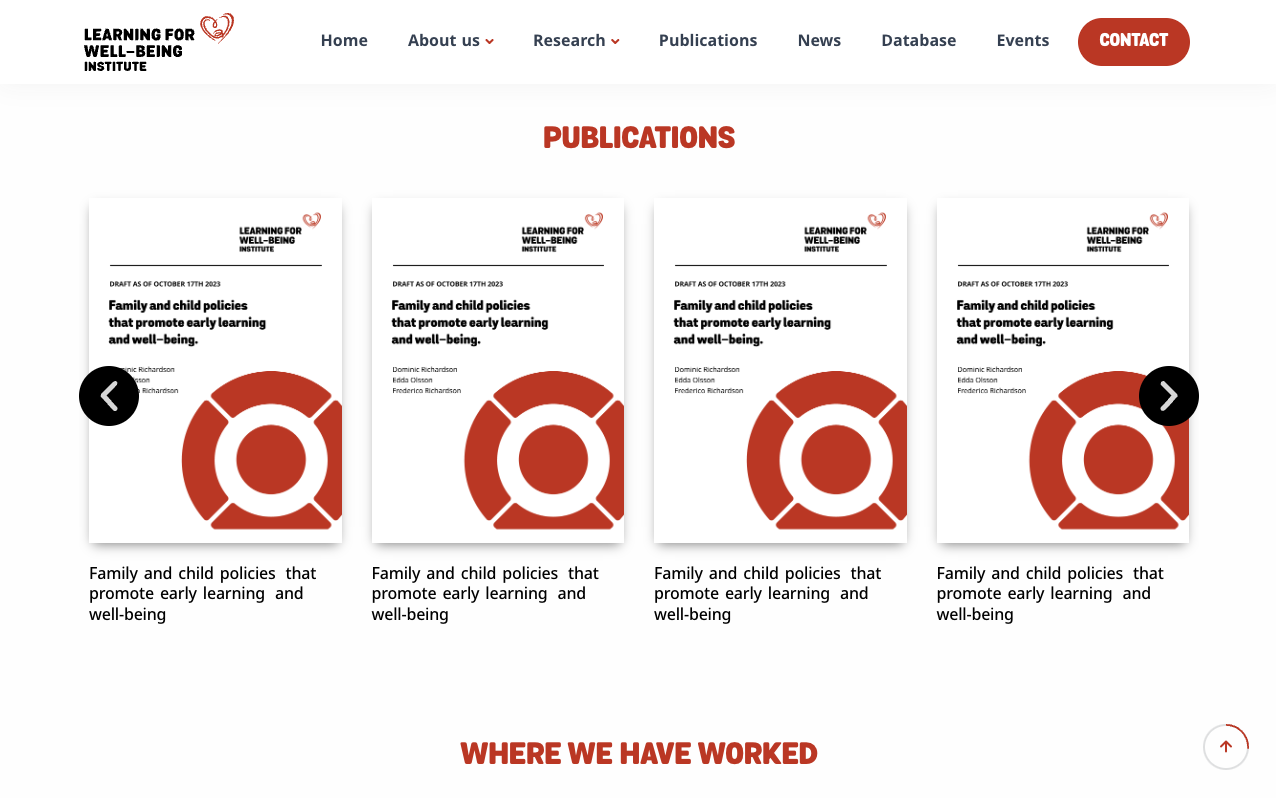 LEARNING FOR
WELL–BEING
INSTITUTE
Home
About us
Research
Publications
News
Database
Events
CONTACT
PUBLICATIONS
LEARNING FOR
WELL–BEING
INSTITUTE
DRAFT AS OF OCTOBER 17TH 2023
Family and child policies
that promote early learning
and well–being.
Richardson
Family and child policies that
promote early learning and
well-being
LEARNING FOR
WELL–BEING
INSTITUTE
DRAFT AS OF OCTOBER 17TH 2023
Family and child policies
that promote early learning
and well–being.
Dominic Richardson
Edda Olsson
Frederico Richardson
Family and child policies that
promote early learning and
well-being
LEARNING FOR
WELL–BEING
INSTITUTE
DRAFT AS OF OCTOBER 17TH 2023
Family and child policies
that promote early learning
and well–being.
Dominic Richardson
Edda Olsson
Frederico Richardson
Family and child policies that
promote early learning and
well-being
LEARNING FOR
WELL–BEING
INSTITUTE
DRAFT AS OF OCTOBER 17TH 2023
Family and child policies
that promote early learning
and well–being.
Dominic Richardson
Edda Olsson
Frederico Richardson
Family and child policies that
promote early learning and
well-being
WHERE WE HAVE WORKED